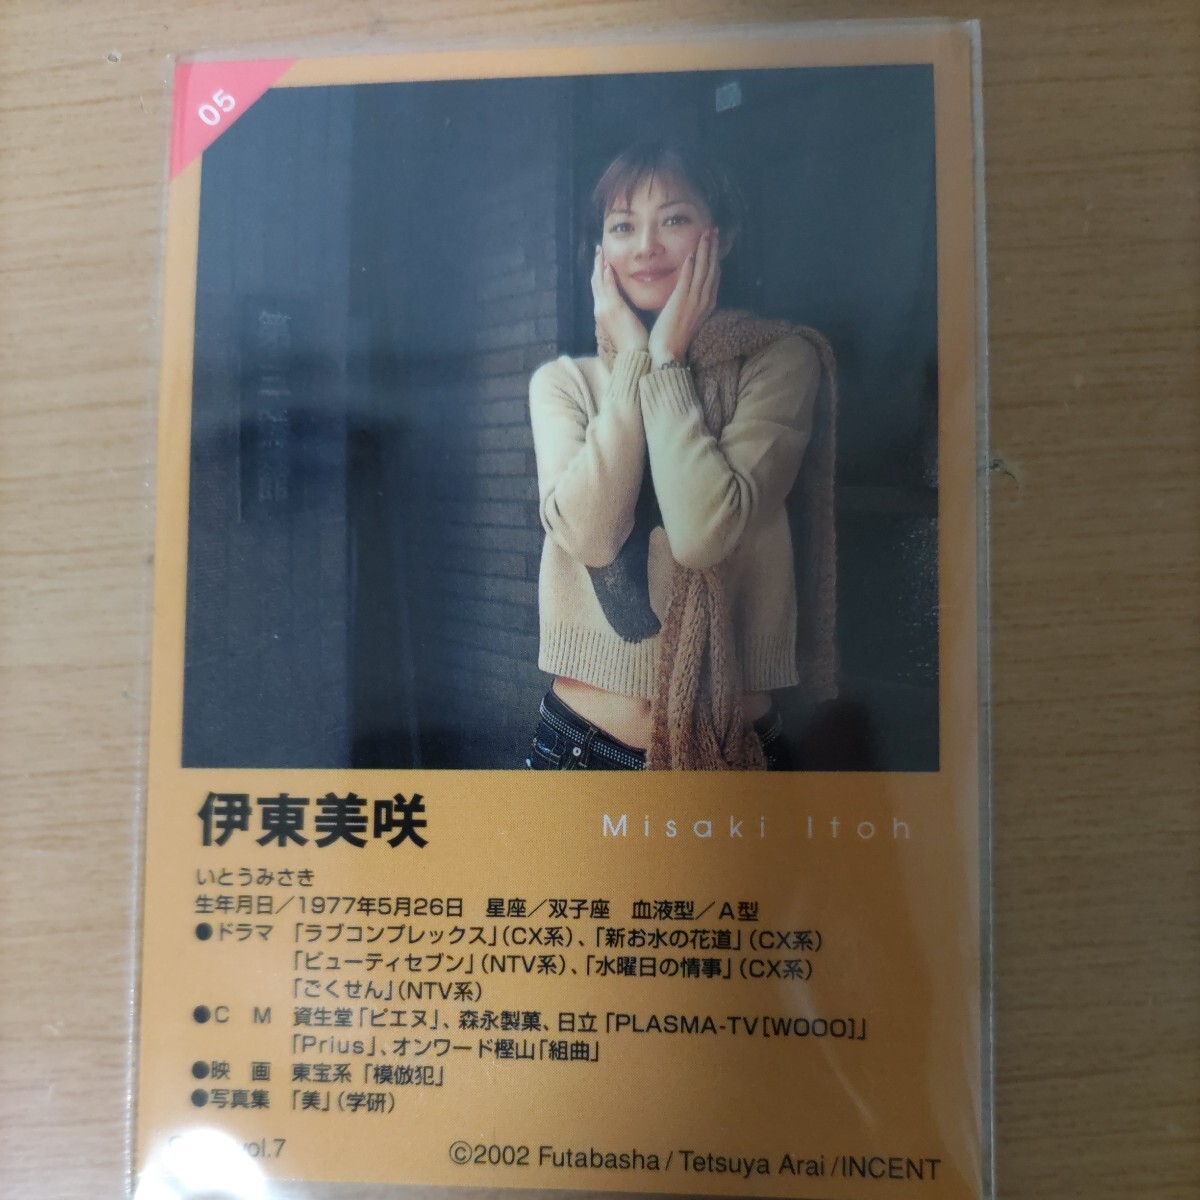 05
伊東美咲
Misaki Itoh
いとうみさき
生年月日／1977年5月26日　星座／双子座　血液型／A型
●ドラマ　「ラブコンプレックス」(CX系)、「新お水の花道」(CX系)
「ビューティセブン」(NTV系)、「水曜日の情事」(CX系)
「ごくせん」(NTV系)
●C　M　資生堂「ピエヌ」、森永製菓、日立「PLASMA-TV[WOOO]」
「Prius」、オンワード樫山「組曲」
●映　画　東宝系「模倣犯」
●写真集　「美」(学研)
vol.7
©2002 Futabasha/Tetsuya Arai/INCENT